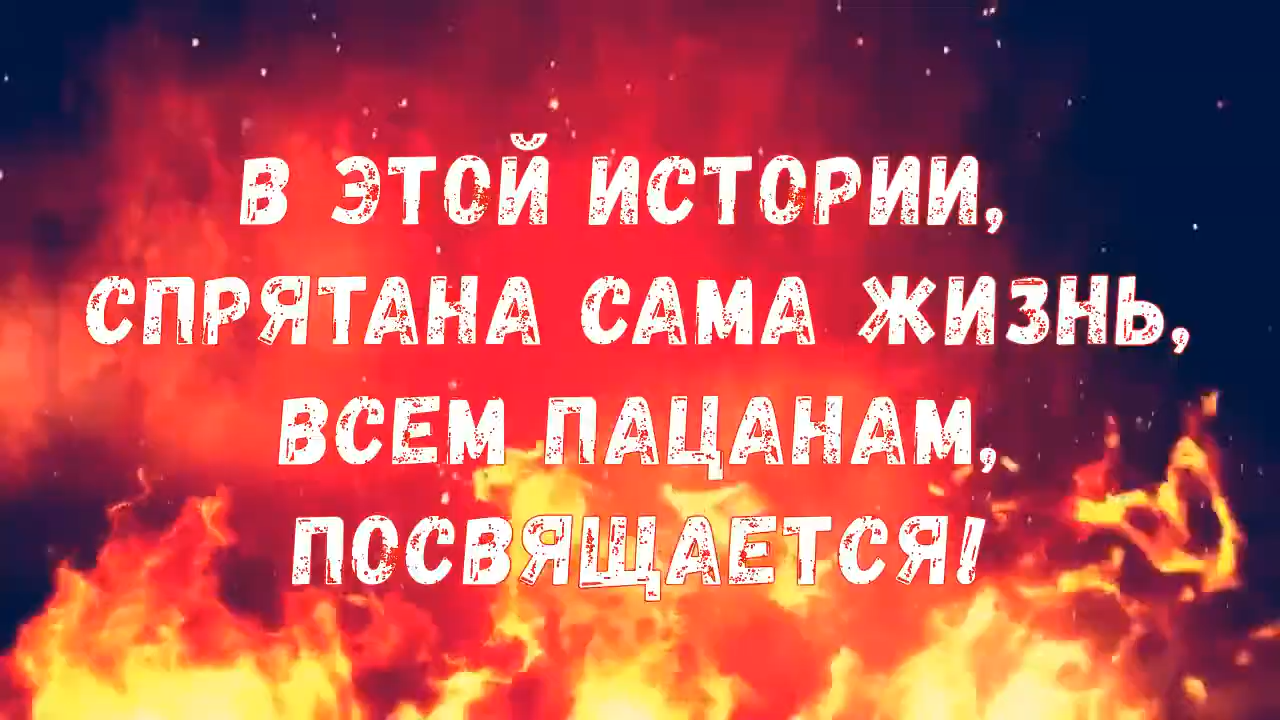 В ЭТОЙ ИСТОРИИ,
СПРЯТАНА САМА ЖИЗНЬ,
ВСЕМ ПАЦАНАМ,
ПОСВЯЩАЕТСЯ!